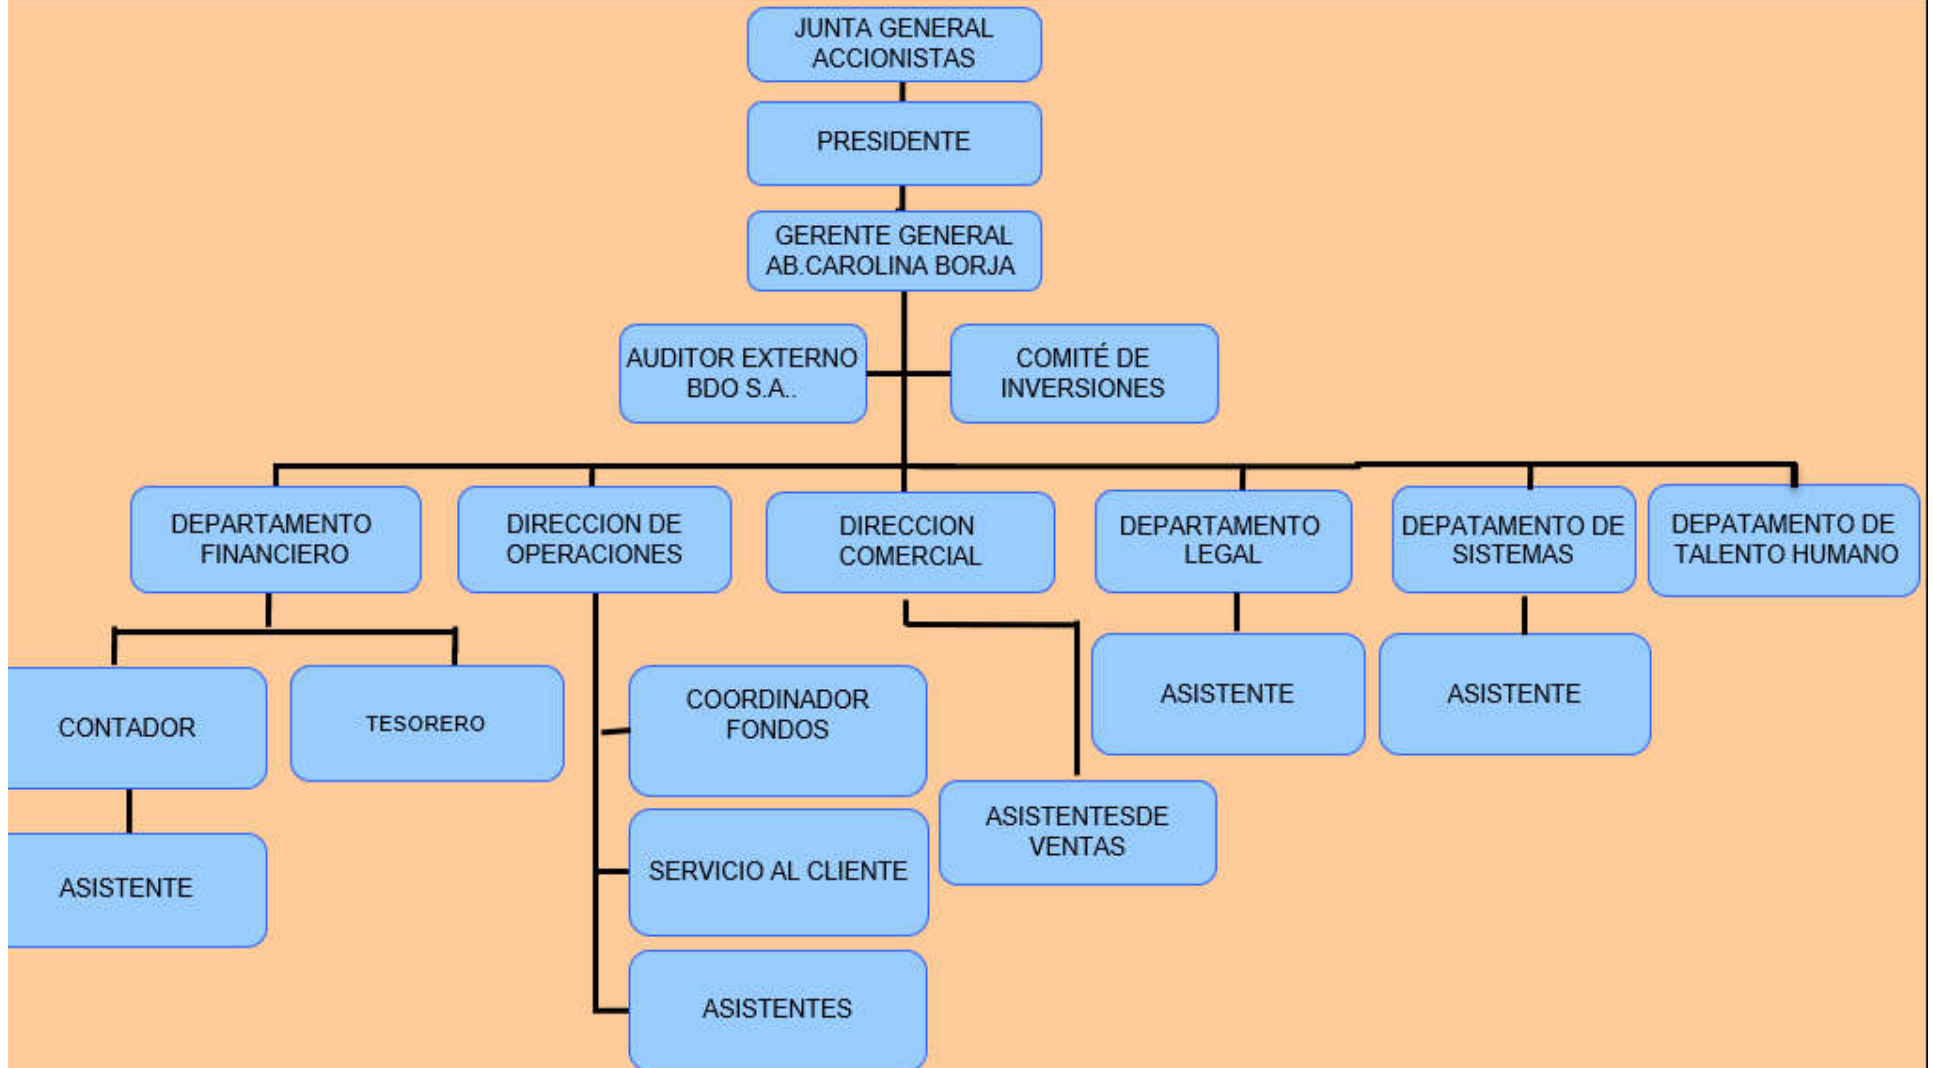 JUNTA GENERAL
ACCIONISTAS
PRESIDENTE
GERENTE GENERAL
AB.CAROLINA BORJA
AUDITOR EXTERNO
BDO S.A..
COMITÉ DE
INVERSIONES
DEPARTAMENTO
FINANCIERO
DIRECCION DE
OPERACIONES
DIRECCION
COMERCIAL
DEPARTAMENTO
LEGAL
DEPATAMENTO DE
SISTEMAS
DEPATAMENTO DE
TALENTO HUMANO
CONTADOR
TESORERO
COORDINADOR
FONDOS
ASISTENTE
ASISTENTE
ASISTENTESDE
VENTAS
SERVICIO AL CLIENTE
ASISTENTE
ASISTENTES